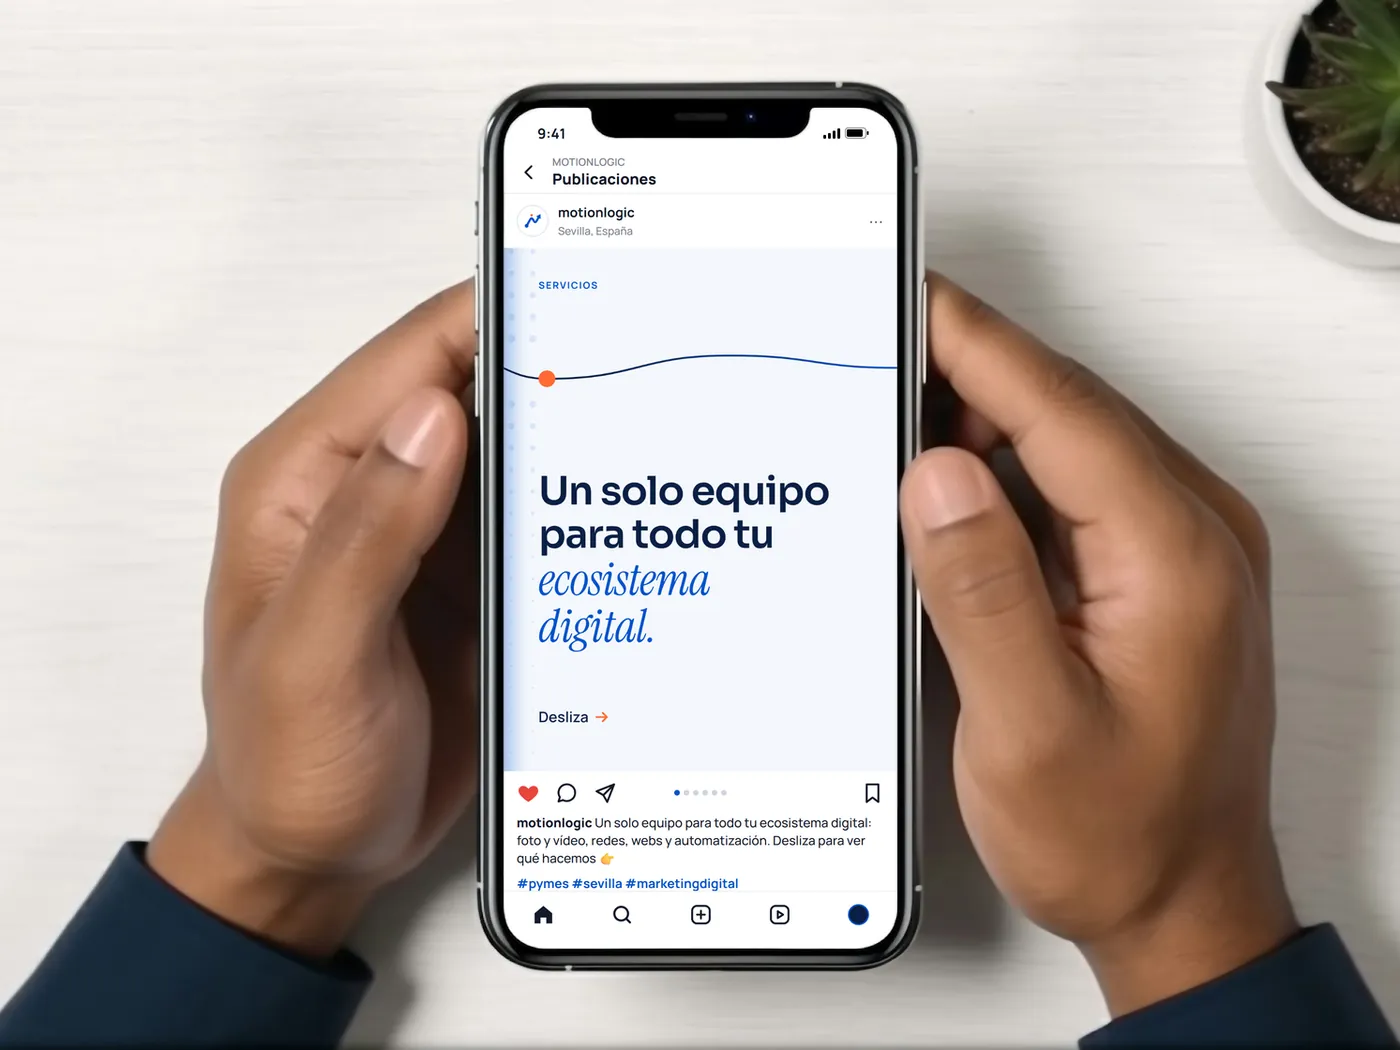 9:41
MOTIONLOGIC
Publicaciones
motionlogic
Sevilla, España
SERVICIOS
Un solo equipo
para todo tu
ecosistema
digital.
Desliza →
motionlogic Un solo equipo para todo tu ecosistema digital:
foto y vídeo, redes, webs y automatización. Desliza para ver
qué hacemos 👉
#pymes #sevilla #marketingdigital